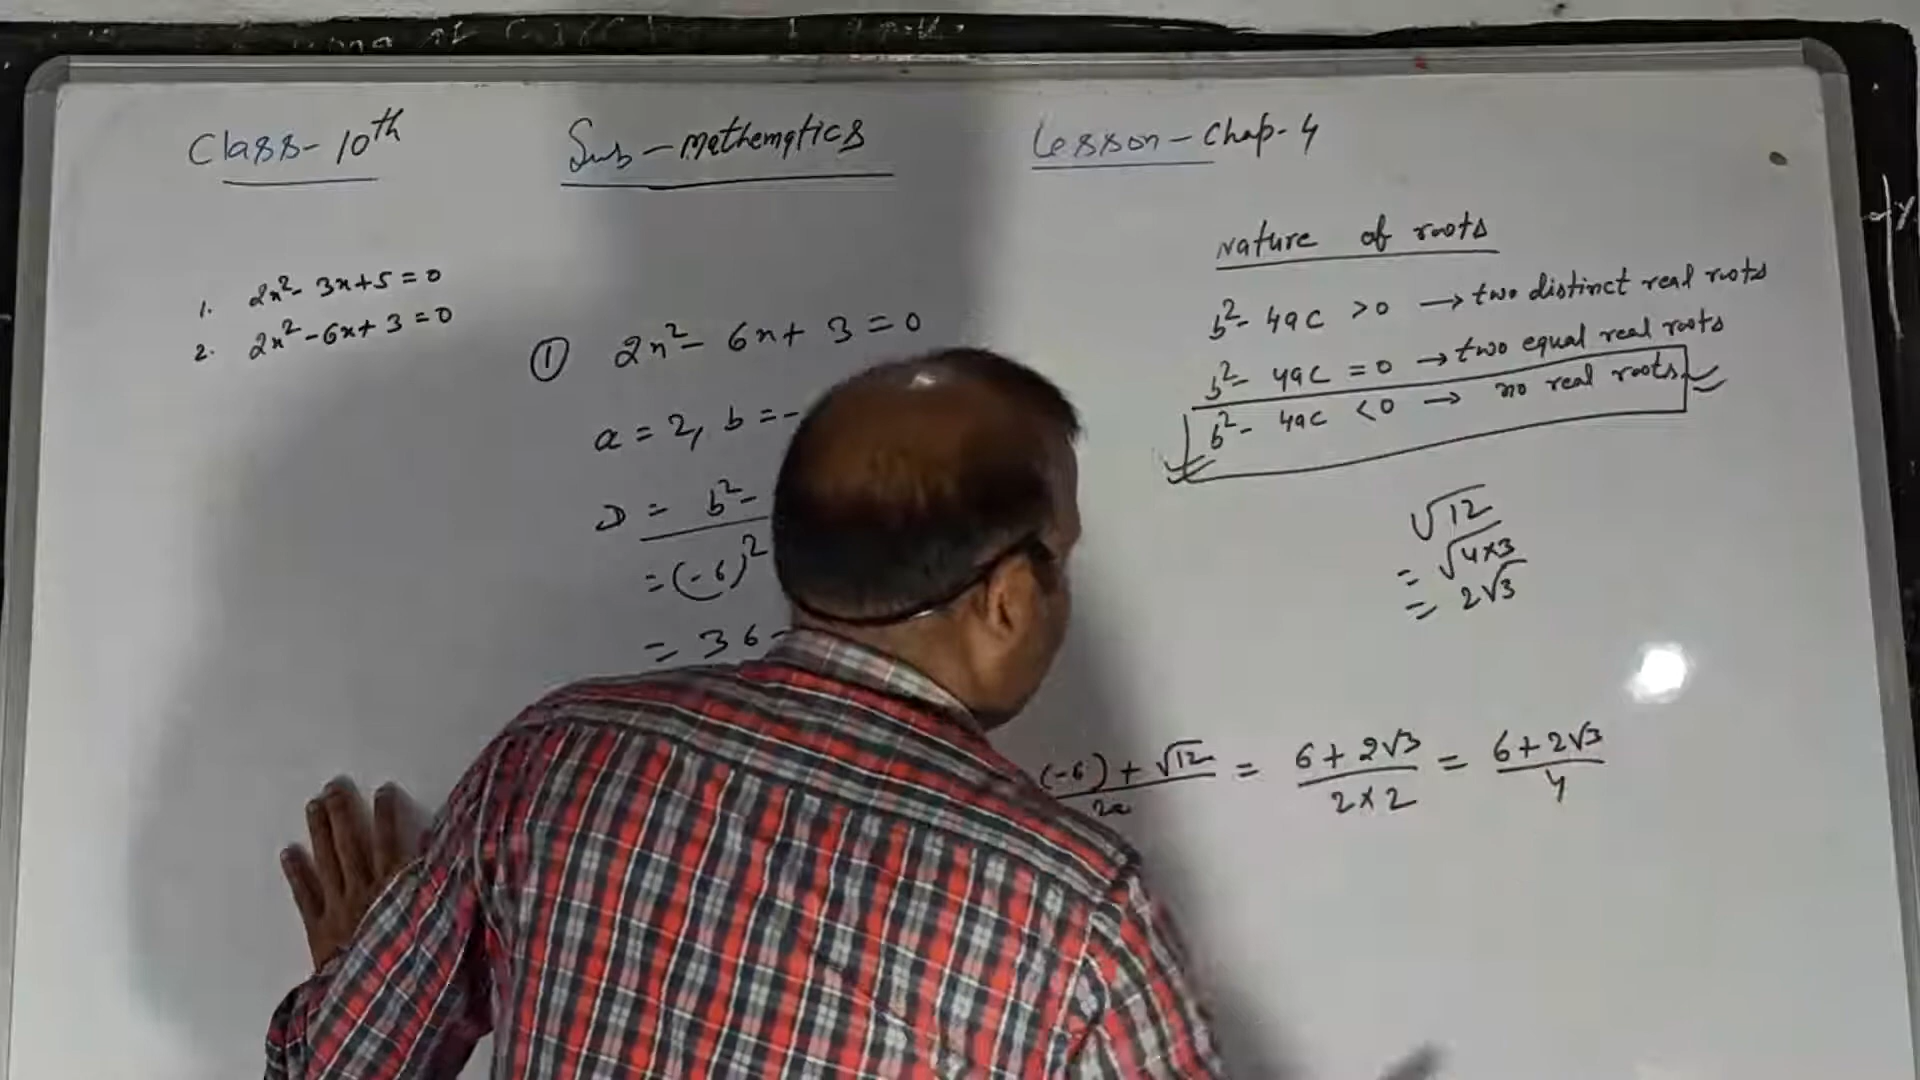 Class- 10th
Sub - Mathematics
Lesson - Chap- 4
1. 2x² - 3x + 5 = 0
2. 2x² - 6x + 3 = 0
① 2x² - 6x + 3 = 0
a = 2, b = -
D = b² -
= (-6)²
= 36 -
Nature of roots
b² - 4ac > 0 → two distinct real roots
b² - 4ac = 0 → two equal real roots
b² - 4ac < 0 → no real roots
√12
= √4×3
= 2√3
(-6) + √12 / 2a = 6 + 2√3 / 2×2 = 6 + 2√3 / 4